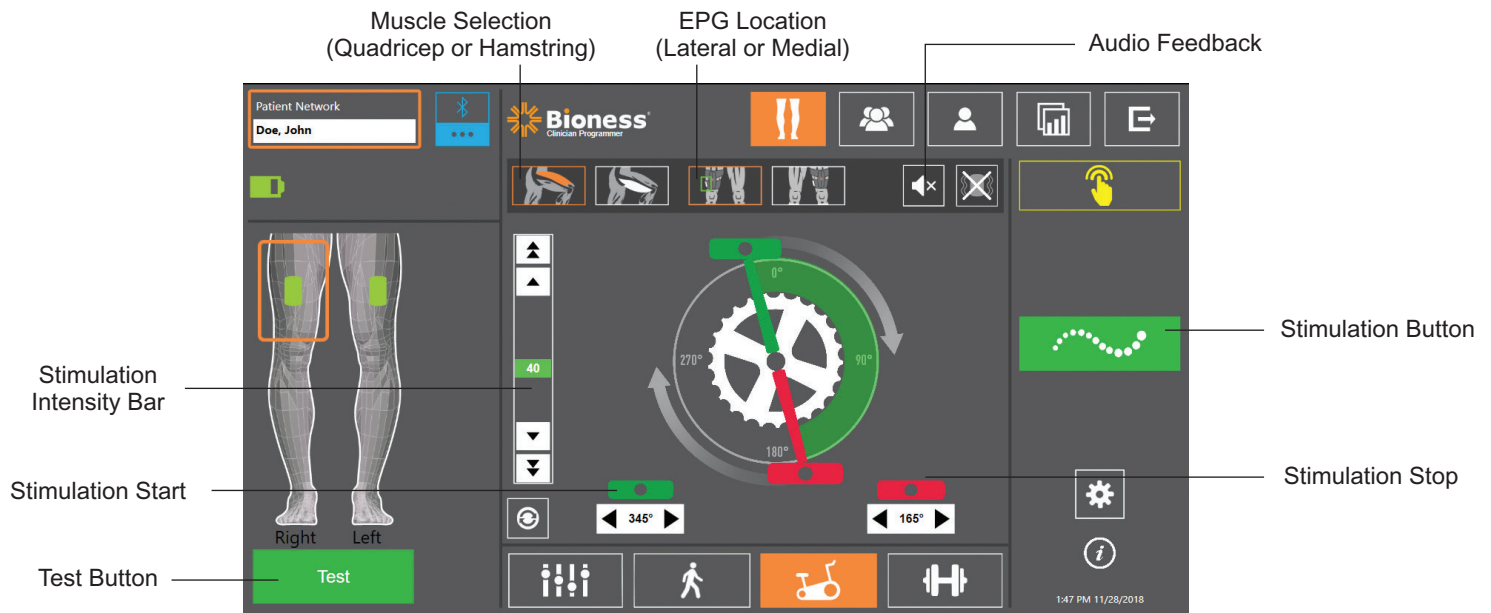 Muscle Selection
(Quadricep or Hamstring)
EPG Location
(Lateral or Medial)
Audio Feedback
Patient Network
Doe, John
Bioness
Clinician Programmer
0°
90°
180°
270°
40
345°
165°
Right
Left
Test
1:47 PM 11/28/2018
Stimulation
Intensity Bar
Stimulation Start
Test Button
Stimulation Button
Stimulation Stop